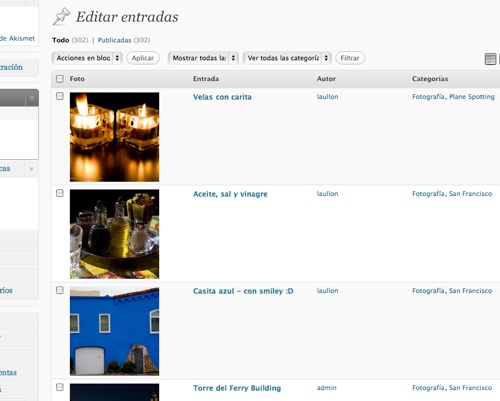 Editar entradas
de Akismet
Todo (302) | Publicadas (302)
Acciones en bloq Aplicar Mostrar todas la Ver todas las categoría Filtrar
ración
Foto Entrada Autor Categorías
Velas con carita laullon Fotografía, Plane Spotting
cas
Aceite, sal y vinagre laullon Fotografía, San Francisco
rios
Casita azul – con smiley :D laullon Fotografía, San Francisco
entas
Torre del Ferry Building admin Fotografía, San Francisco